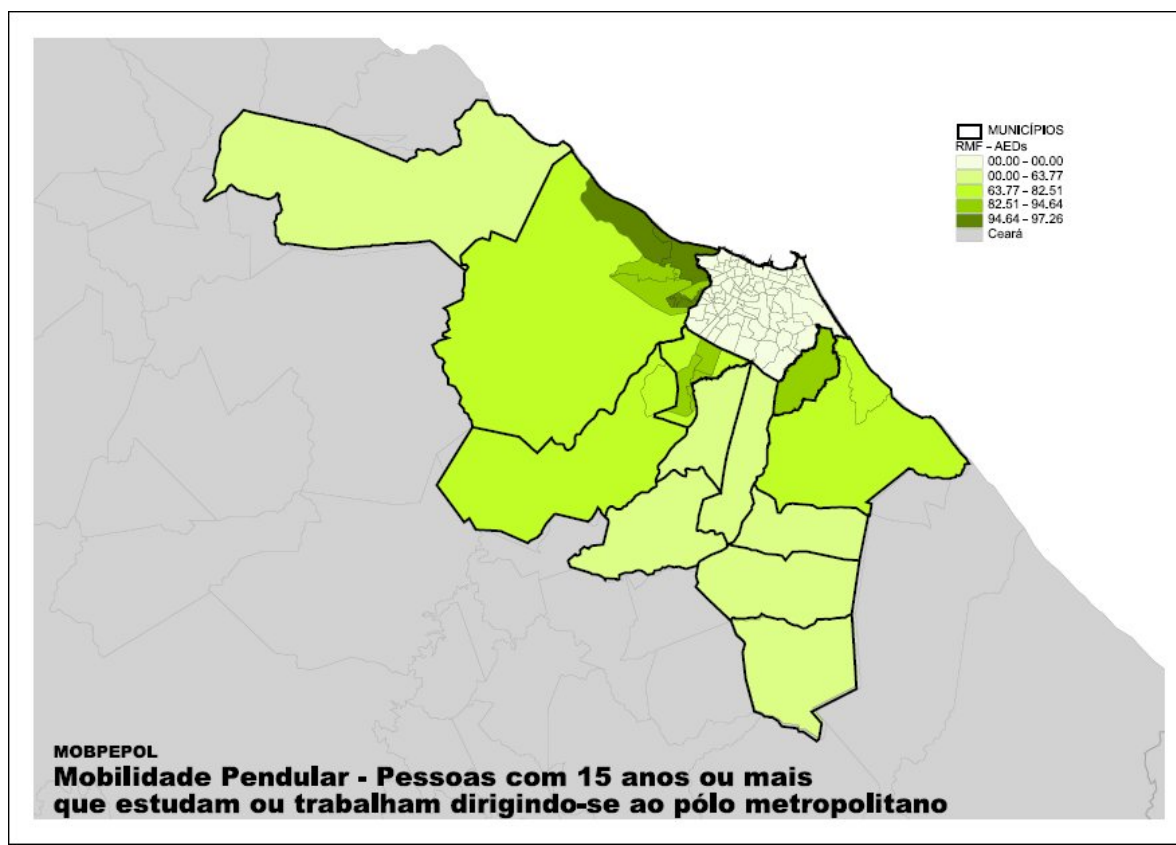 MUNICÍPIOS
RMF – AEDs
00.00 – 00.00
00.00 – 63.77
63.77 – 82.51
82.51 – 94.64
94.64 – 97.26
Ceará
MOBPEPOL
Mobilidade Pendular - Pessoas com 15 anos ou mais
que estudam ou trabalham dirigindo-se ao pólo metropolitano